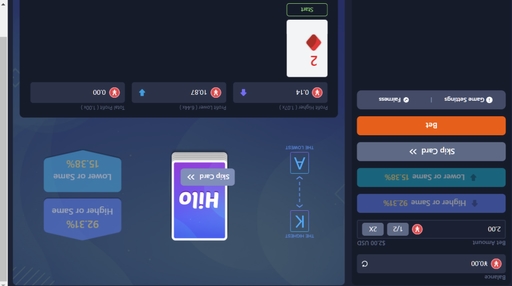 Balance
¥0.00
Bet Amount
$2.00 USD
2.00
1/2
2X
Higher or Same 92.31%
Lower or Same 15.38%
Skip Card
Bet
Game Settings
Fairness
THE HIGHEST
K
A
THE LOWEST
HiLo
Skip Card
92.31%
Higher or Same
Lower or Same
15.38%
Higher Profit ( 1.07x )
0.14
Profit Lower ( 6.44x )
10.87
Total Profit ( 1.00x )
0.00
2
Start